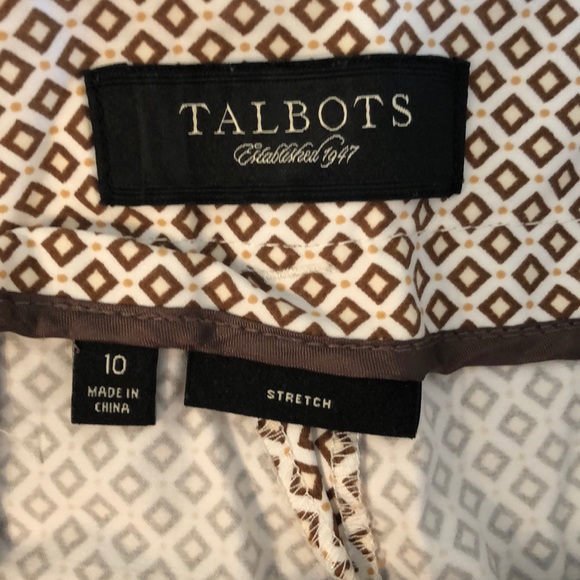 TALBOTS
Established 1947
10
MADE IN
CHINA
STRETCH